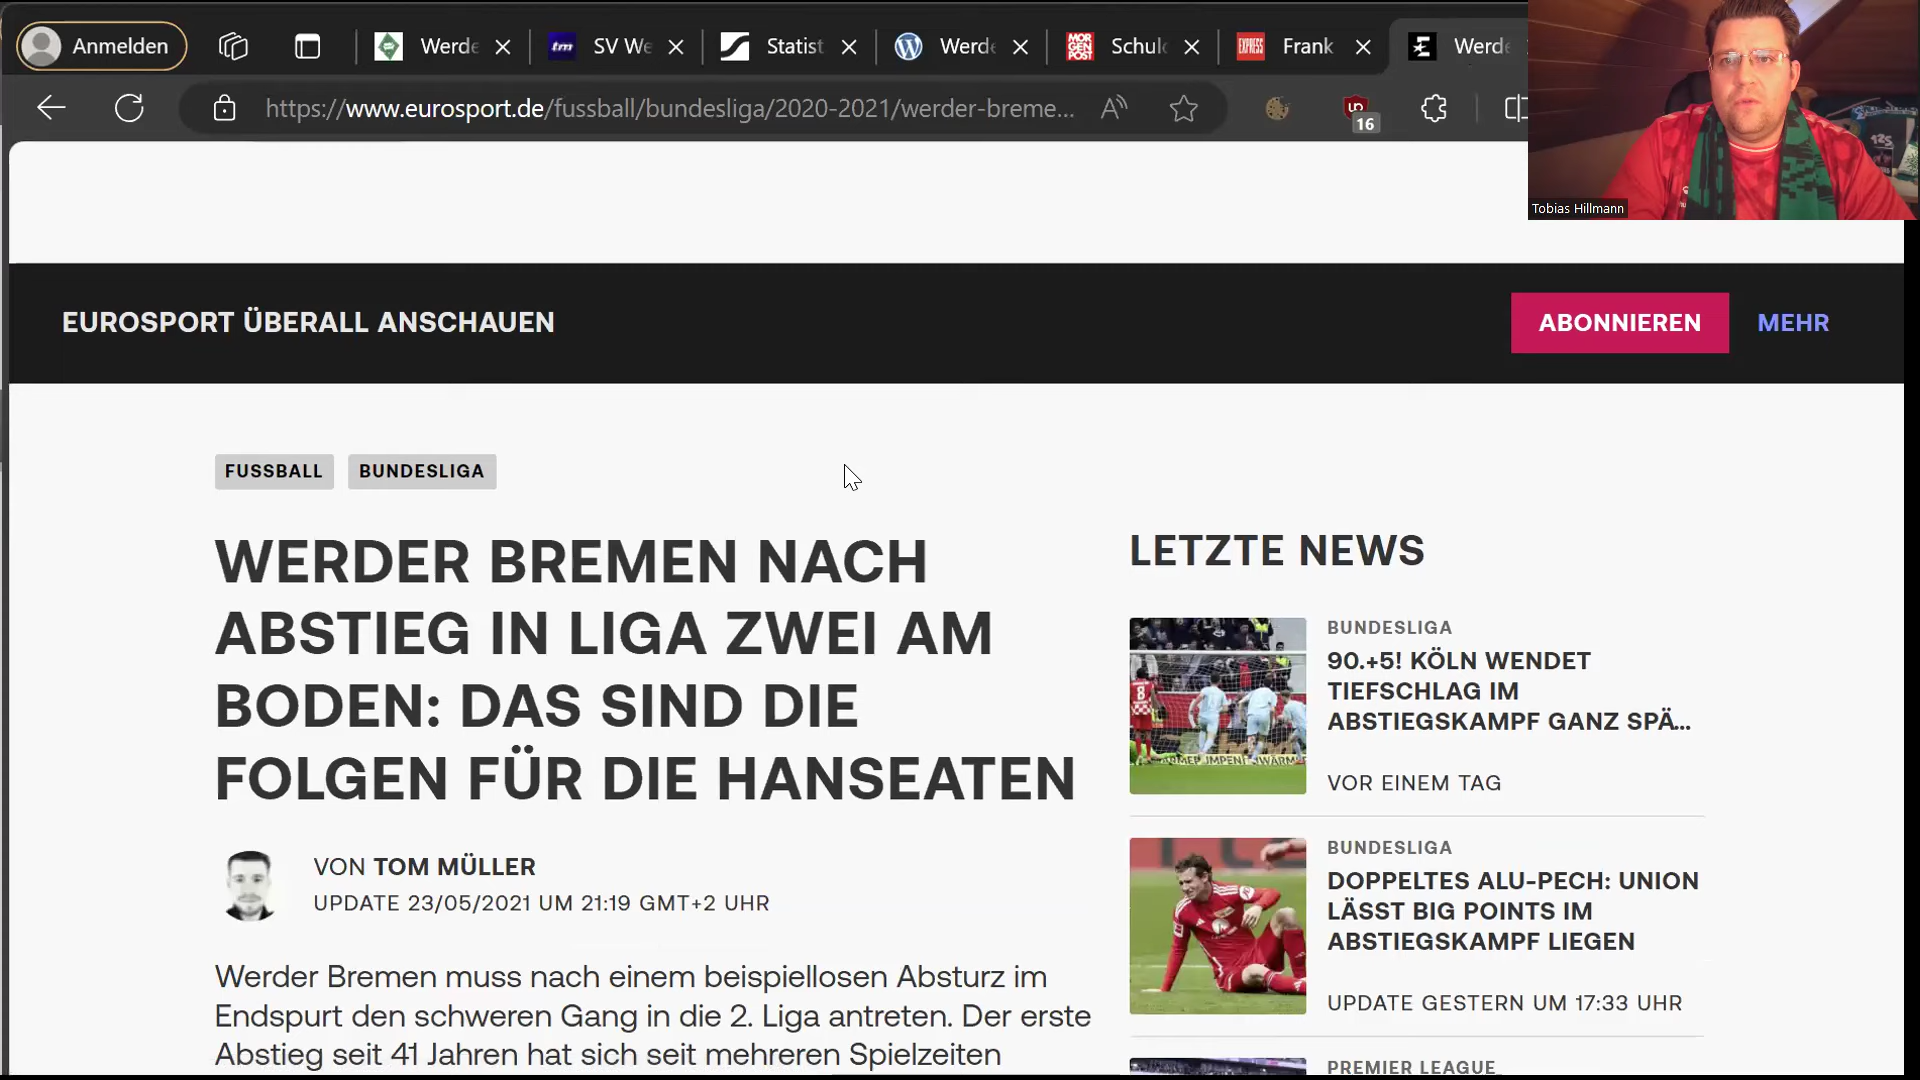 Anmelden
Werde
SV We
Statist
Werde
Schuld
Frank
Werde
https://www.eurosport.de/fussball/bundesliga/2020-2021/werder-breme...
16
Tobias Hillmann
EUROSPORT ÜBERALL ANSCHAUEN
ABONNIEREN
MEHR
FUSSBALL
BUNDESLIGA
WERDER BREMEN NACH
ABSTIEG IN LIGA ZWEI AM
BODEN: DAS SIND DIE
FOLGEN FÜR DIE HANSEATEN
VON TOM MÜLLER
UPDATE 23/05/2021 UM 21:19 GMT+2 UHR
Werder Bremen muss nach einem beispiellosen Absturz im
Endspurt den schweren Gang in die 2. Liga antreten. Der erste
Abstieg seit 41 Jahren hat sich seit mehreren Spielzeiten
LETZTE NEWS
BUNDESLIGA
90.+5! KÖLN WENDET
TIEFSCHLAG IM
ABSTIEGSKAMPF GANZ SPÄ...
VOR EINEM TAG
BUNDESLIGA
DOPPELTES ALU-PECH: UNION
LÄSST BIG POINTS IM
ABSTIEGSKAMPF LIEGEN
UPDATE GESTERN UM 17:33 UHR
PREMIER LEAGUE